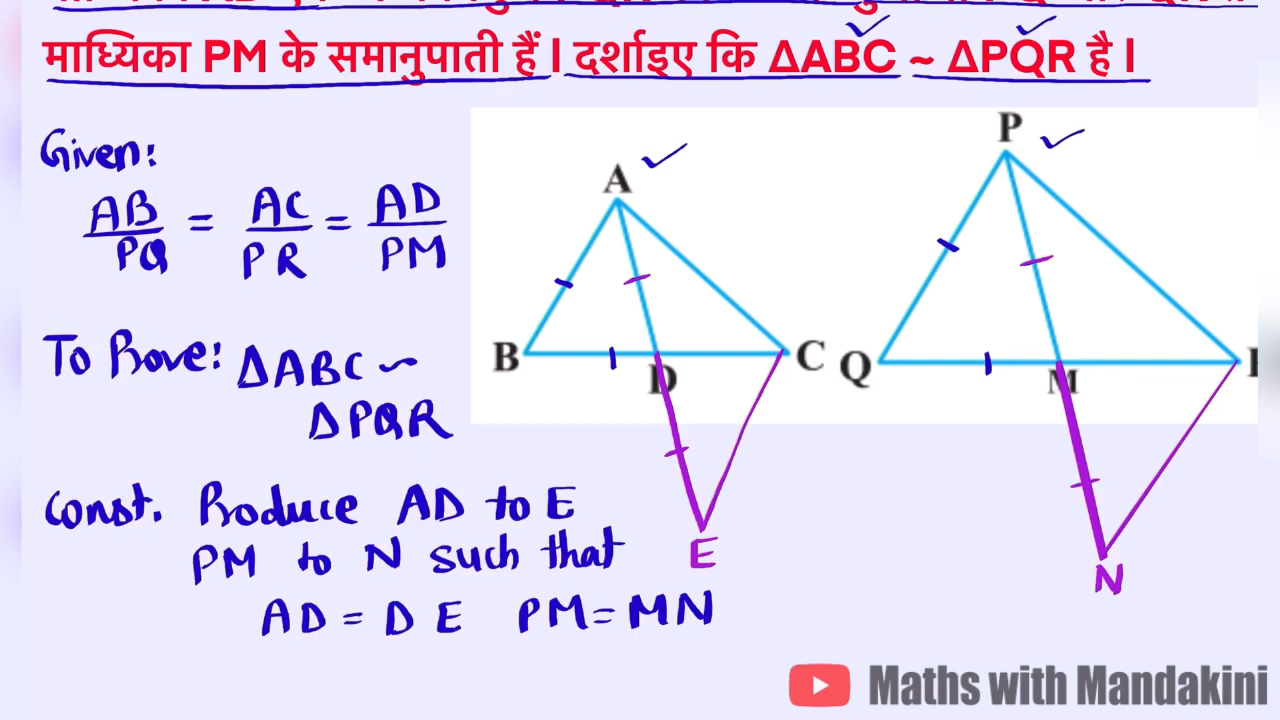 माध्यिका PM के समानुपाती हैं । दर्शाइए कि ΔABC ~ ΔPQR है ।
Given:
AB/PQ = AC/PR = AD/PM
To Prove: ΔABC ~
ΔPQR
Const. Produce AD to E
PM to N such that
AD = DE PM = MN
A
B
D
C
E
P
Q
M
N
Maths with Mandakini